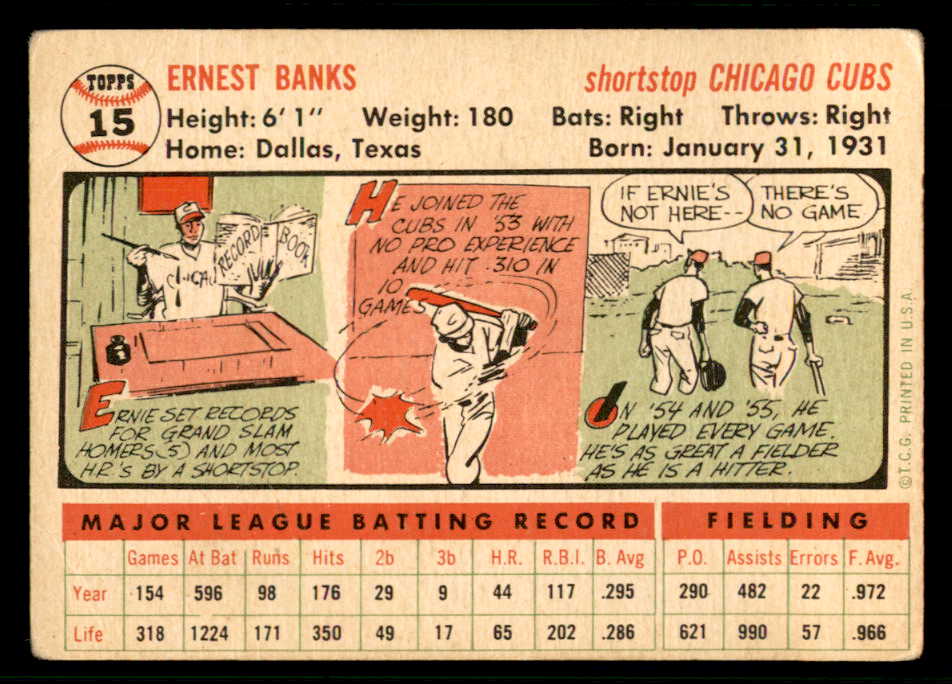 TOPPS
15
ERNEST BANKS
shortstop CHICAGO CUBS
Height: 6' 1" Weight: 180 Bats: Right Throws: Right
Home: Dallas, Texas Born: January 31, 1931
RECORD BOOK
CHICAG
ERNIE SET RECORDS
FOR GRAND SLAM
HOMERS (5) AND MOST
H.R.'S BY A SHORTSTOP.
HE JOINED THE
CUBS IN '53 WITH
NO PRO EXPERIENCE
AND HIT .310 IN
10
GAMES
IF ERNIE'S
NOT HERE--
THERE'S
NO GAME
ON '54 AND '55, HE
PLAYED EVERY GAME.
HE'S AS GREAT A FIELDER
AS HE IS A HITTER.
©T.C.G. PRINTED IN U.S.A.
MAJOR LEAGUE BATTING RECORD FIELDING
Games At Bat Runs Hits 2b 3b H.R. R.B.I. B. Avg P.O. Assists Errors F. Avg.
Year 154 596 98 176 29 9 44 117 .295 290 482 22 .972
Life 318 1224 171 350 49 17 65 202 .286 621 990 57 .966